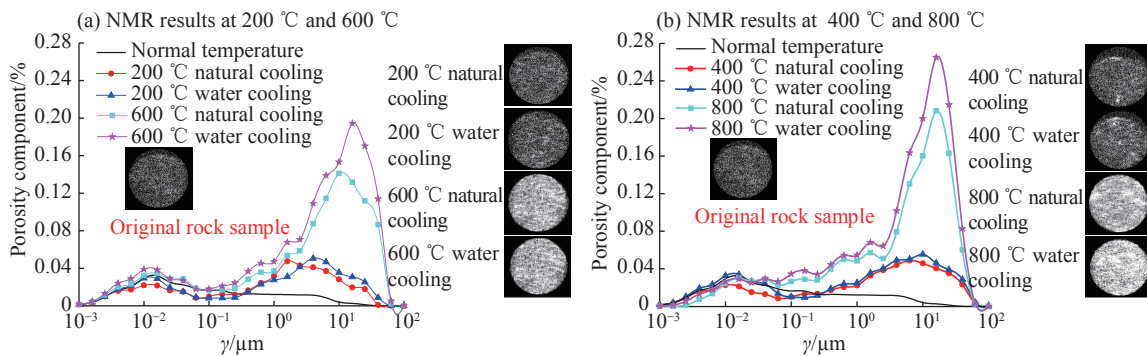 (a) NMR results at 200 ℃ and 600 ℃
0.28
0.24
0.20
0.16
0.12
0.08
0.04
0
Porosity component/%
Normal temperature
200 ℃ natural cooling
200 ℃ water cooling
600 ℃ natural cooling
600 ℃ water cooling
Original rock sample
200 ℃ natural
cooling
200 ℃ water
cooling
600 ℃ natural
cooling
600 ℃ water
cooling
10⁻³ 10⁻² 10⁻¹ 10⁰ 10¹ 10²
γ/μm
(b) NMR results at 400 ℃ and 800 ℃
0.28
0.24
0.20
0.16
0.12
0.08
0.04
0
Porosity component/%
Normal temperature
400 ℃ natural cooling
400 ℃ water cooling
800 ℃ natural cooling
800 ℃ water cooling
Original rock sample
400 ℃ natural
cooling
400 ℃ water
cooling
800 ℃ natural
cooling
800 ℃ water
cooling
10⁻³ 10⁻² 10⁻¹ 10⁰ 10¹ 10²
γ/μm